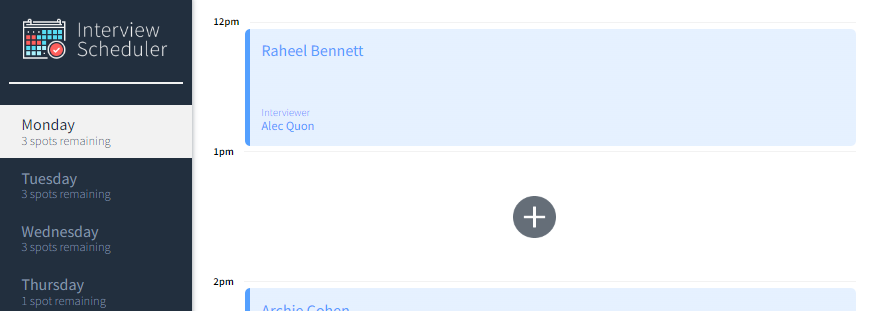 Interview
Scheduler
Monday
3 spots remaining
Tuesday
3 spots remaining
Wednesday
3 spots remaining
Thursday
1 spot remaining
12pm
Raheel Bennett
Interviewer
Alec Quon
1pm
2pm
Archie Cohen